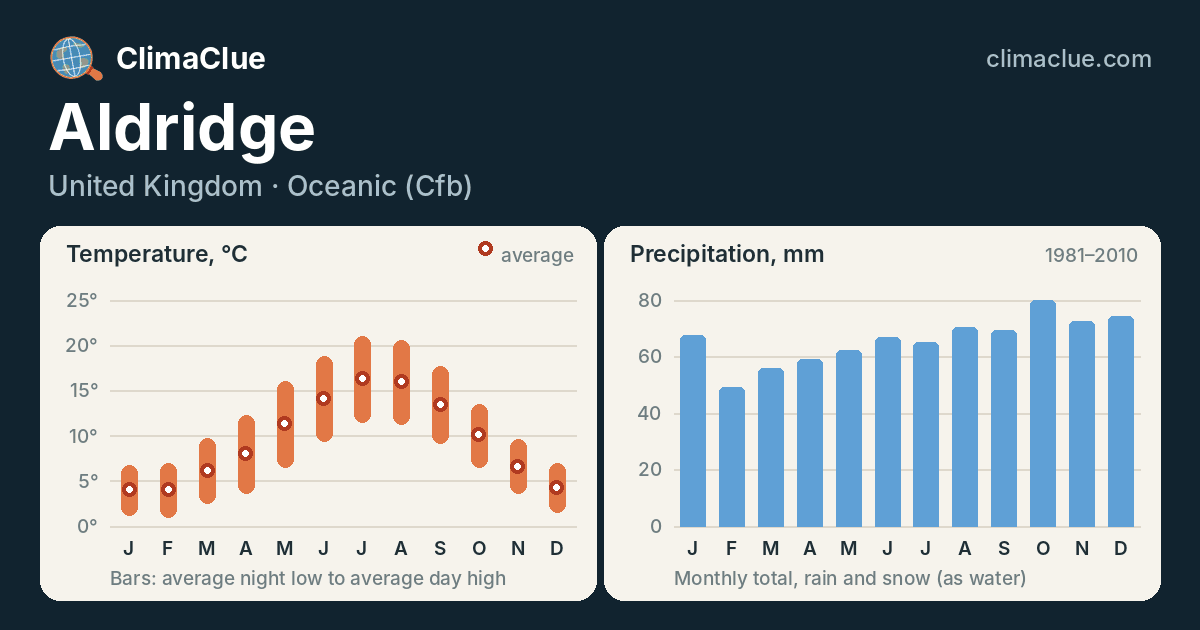 ClimaClue
climaclue.com
Aldridge
United Kingdom · Oceanic (Cfb)
Temperature, °C
average
25°
20°
15°
10°
5°
0°
J F M A M J J A S O N D
Bars: average night low to average day high
Precipitation, mm
1981–2010
80
60
40
20
0
J F M A M J J A S O N D
Monthly total, rain and snow (as water)